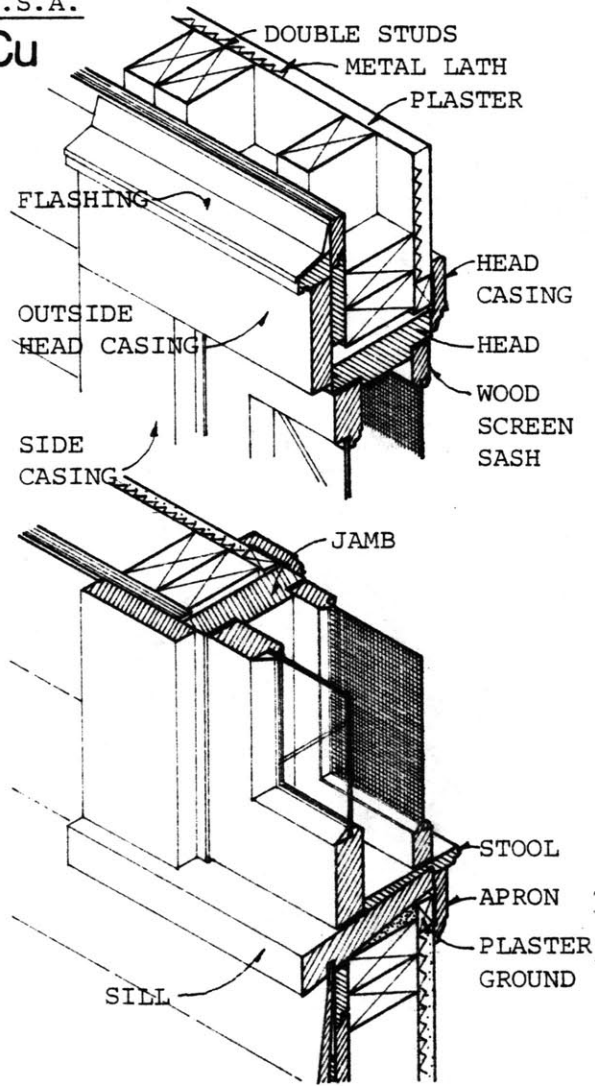 .S.A.
Cu
DOUBLE STUDS
METAL LATH
PLASTER
FLASHING
HEAD
CASING
OUTSIDE
HEAD CASING
HEAD
WOOD
SCREEN
SASH
SIDE
CASING
JAMB
STOOL
APRON
PLASTER
GROUND
SILL